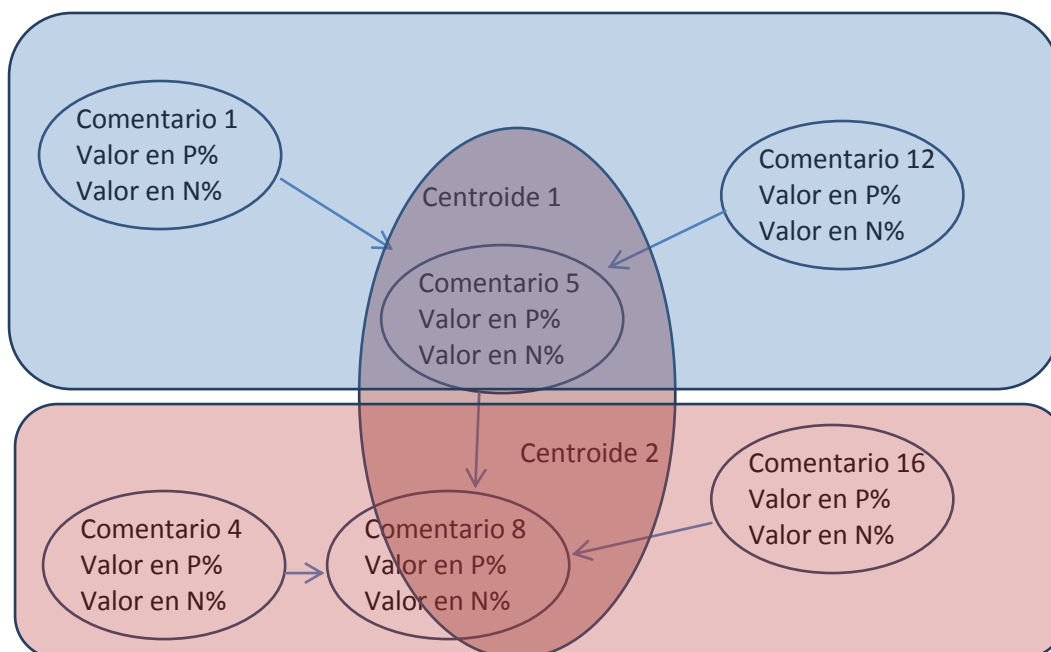 Comentario 1
Valor en P%
Valor en N%
Centroide 1
Comentario 12
Valor en P%
Valor en N%
Comentario 5
Valor en P%
Valor en N%
Centroide 2
Comentario 16
Valor en P%
Valor en N%
Comentario 4
Valor en P%
Valor en N%
Comentario 8
Valor en P%
Valor en N%